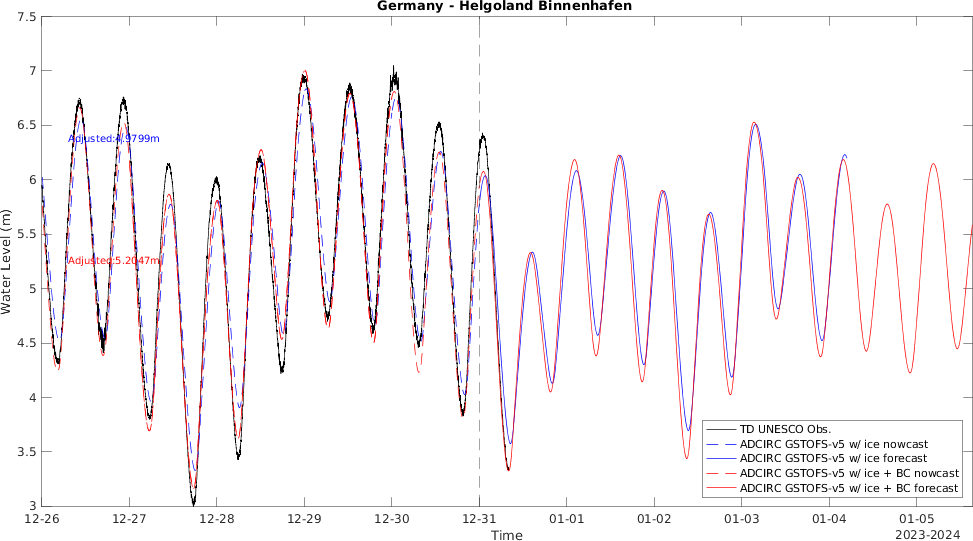 Germany - Helgoland Binnenhafen
7.5
7
6.5
6
5.5
5
4.5
4
3.5
3
Water Level (m)
Adjusted:4.9799m
Adjusted:5.2047m
TD UNESCO Obs.
ADCIRC GSTOFS-v5 w/ ice nowcast
ADCIRC GSTOFS-v5 w/ ice forecast
ADCIRC GSTOFS-v5 w/ ice + BC nowcast
ADCIRC GSTOFS-v5 w/ ice + BC forecast
12-26 12-27 12-28 12-29 12-30 12-31 01-01 01-02 01-03 01-04 01-05
Time
2023-2024